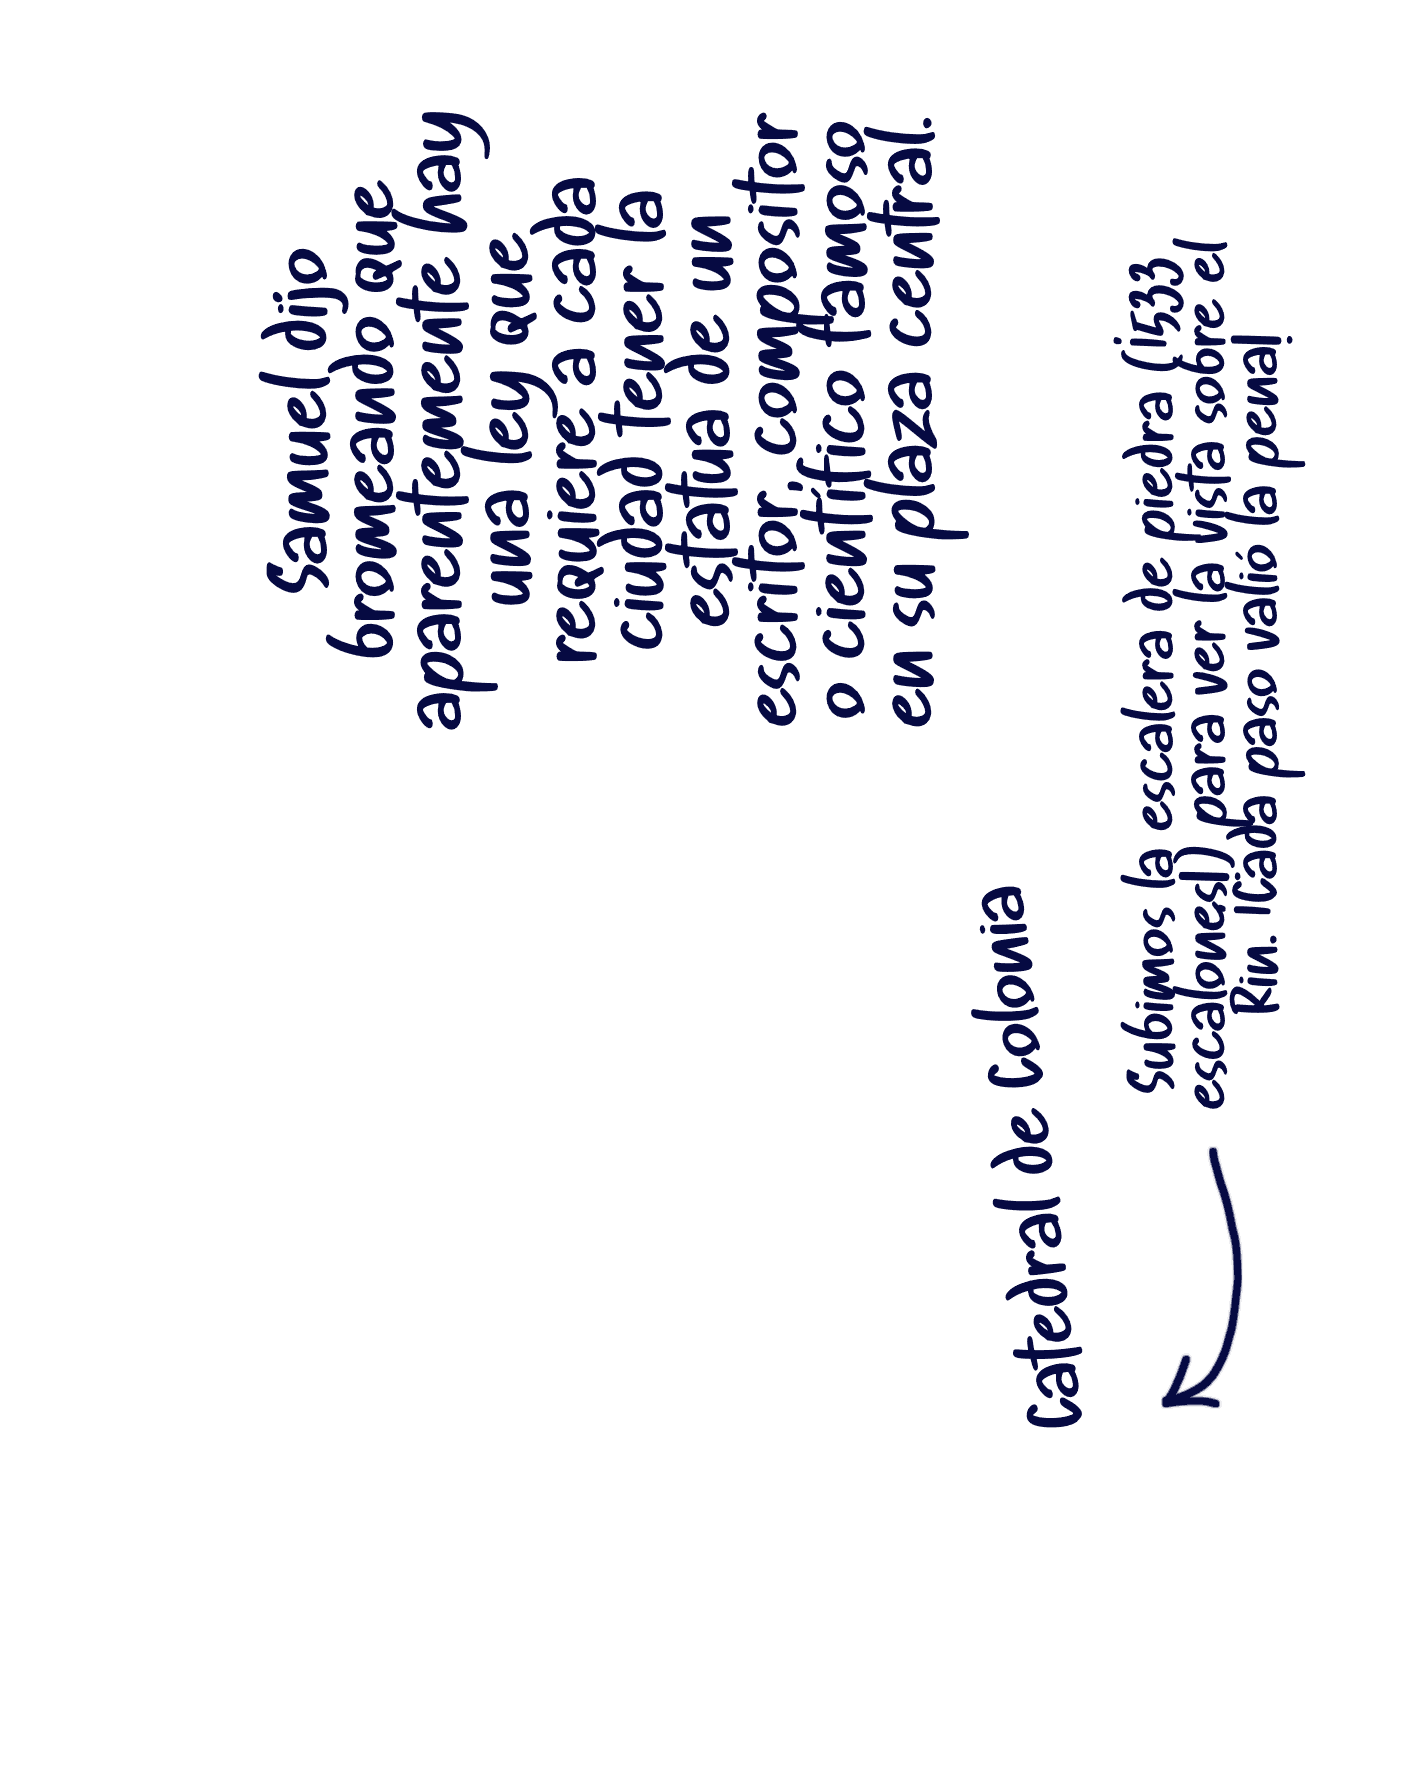 Samuel dijo
bromeando que
aparentemente hay
una ley que
requiere a cada
ciudad tener la
estatua de un
escritor, compositor
o científico famoso
en su plaza central.
Catedral de Colonia
Subimos la escalera de piedra (¡533
escalones!) para ver la vista sobre el
Rin. ¡Cada paso valió la pena!